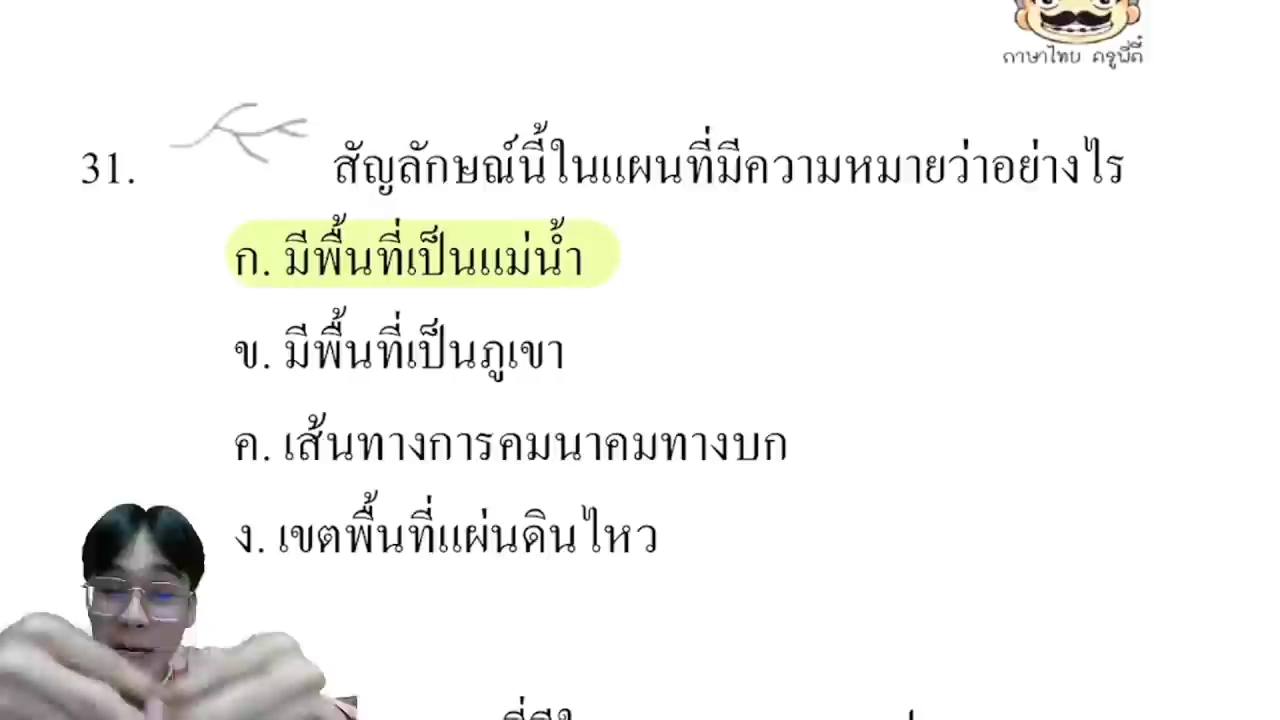 ภาษาไทย ครูพี่ตี๋
31. สัญลักษณ์นี้ในแผนที่มีความหมายว่าอย่างไร
ก. มีพื้นที่เป็นแม่น้ำ
ข. มีพื้นที่เป็นภูเขา
ค. เส้นทางการคมนาคมทางบก
ง. เขตพื้นที่แผ่นดินไหว